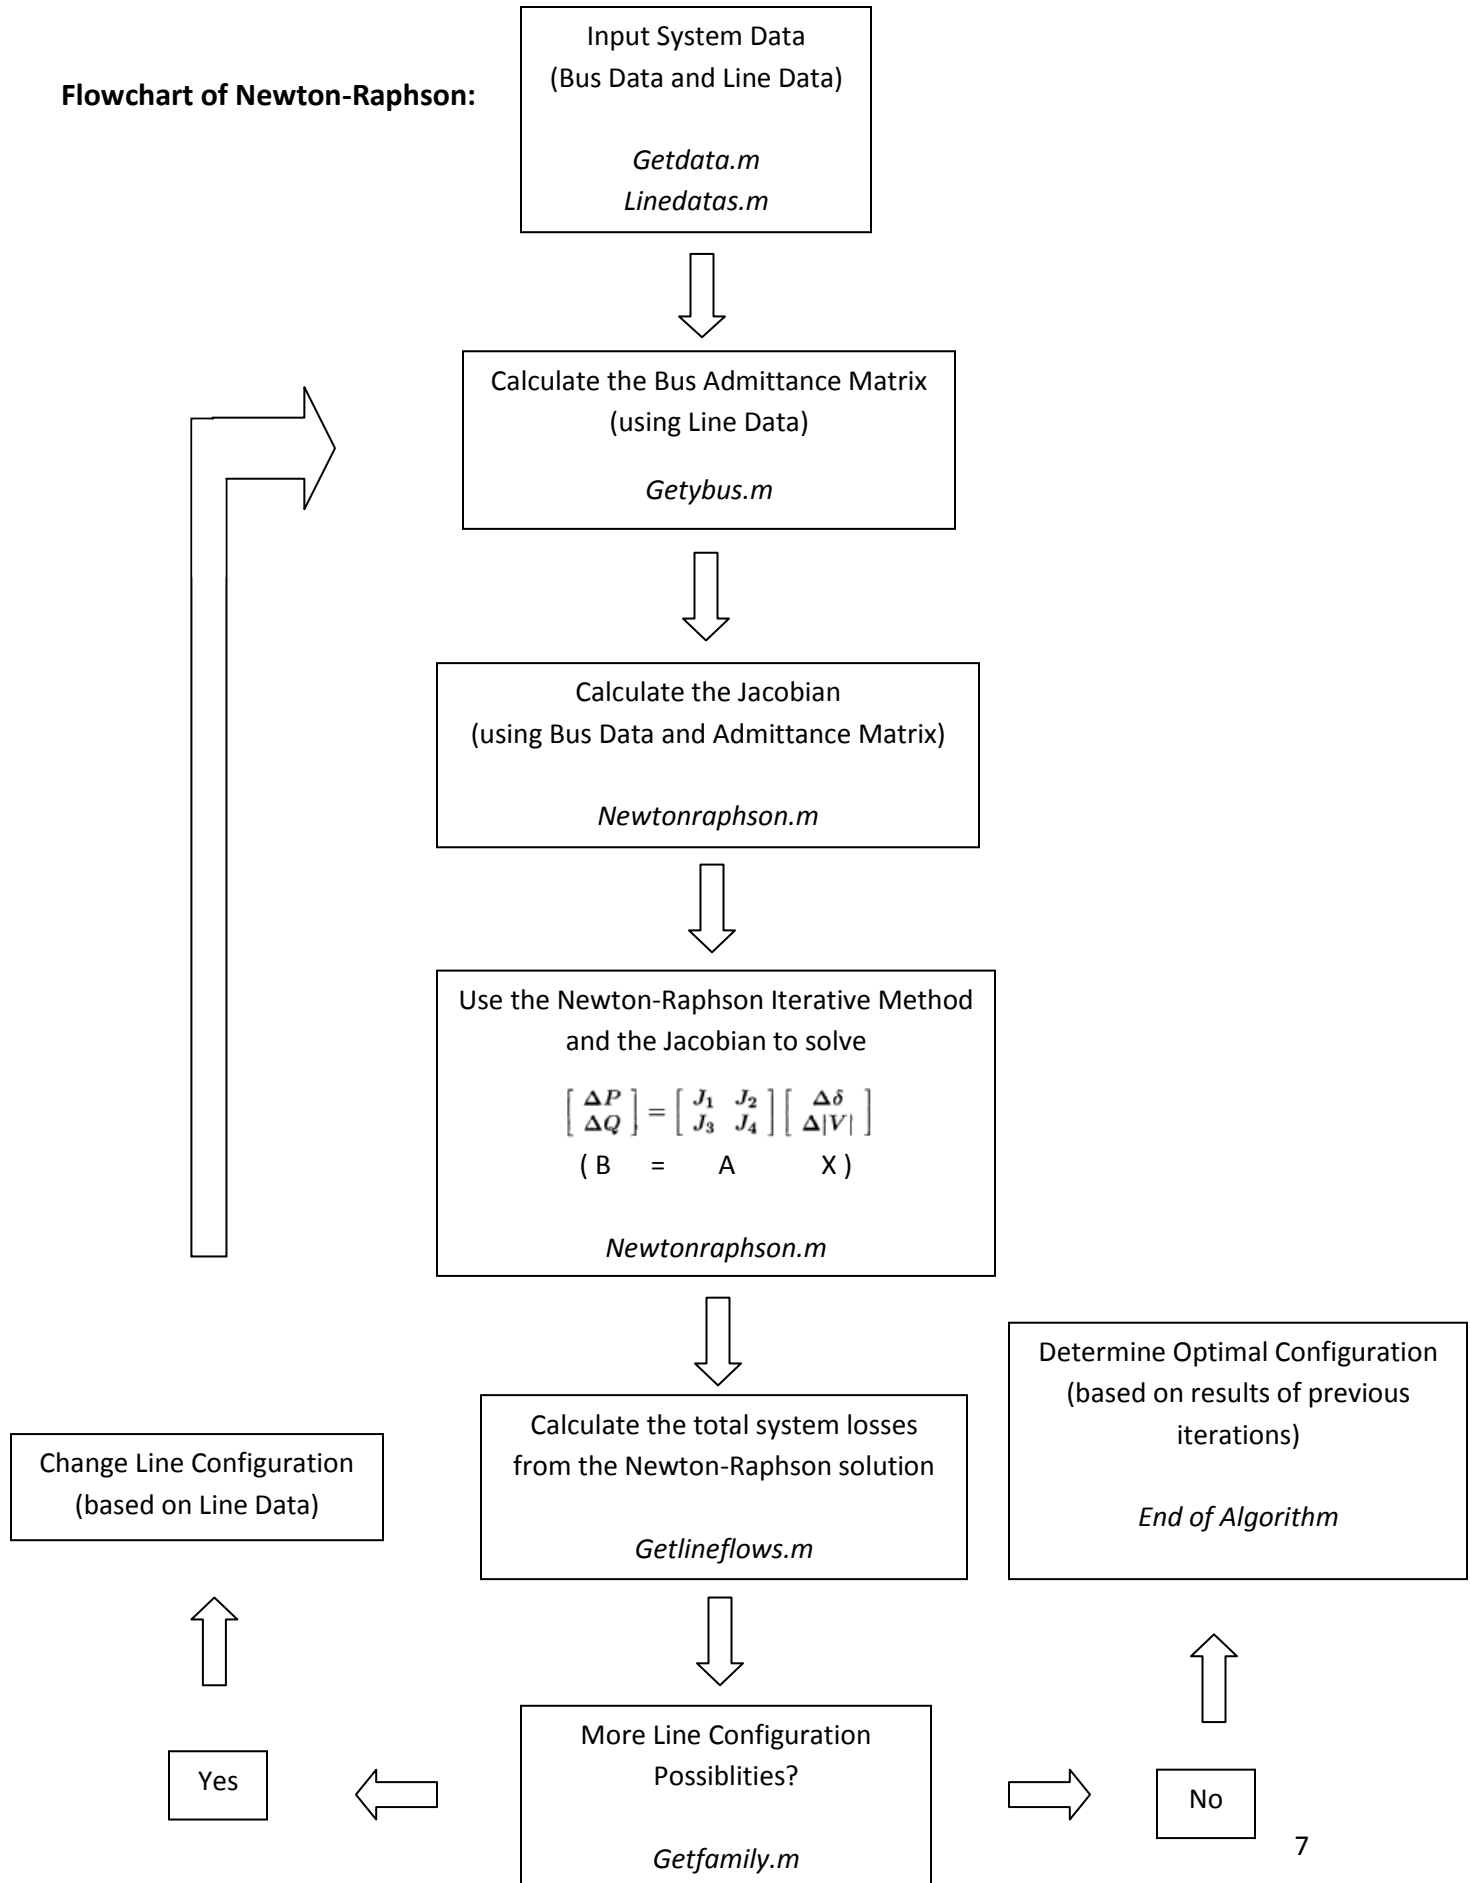 Flowchart of Newton-Raphson:
Input System Data
(Bus Data and Line Data)
Getdata.m
Linedatas.m
Calculate the Bus Admittance Matrix
(using Line Data)
Getybus.m
Calculate the Jacobian
(using Bus Data and Admittance Matrix)
Newtonraphson.m
Use the Newton-Raphson Iterative Method
and the Jacobian to solve
[ ΔP ] = [ J₁ J₂ ] [ Δδ ]
[ ΔQ ] [ J₃ J₄ ] [ Δ|V| ]
( B = A X )
Newtonraphson.m
Calculate the total system losses
from the Newton-Raphson solution
Getlineflows.m
More Line Configuration
Possiblities?
Getfamily.m
Yes
Change Line Configuration
(based on Line Data)
No
Determine Optimal Configuration
(based on results of previous
iterations)
End of Algorithm
7